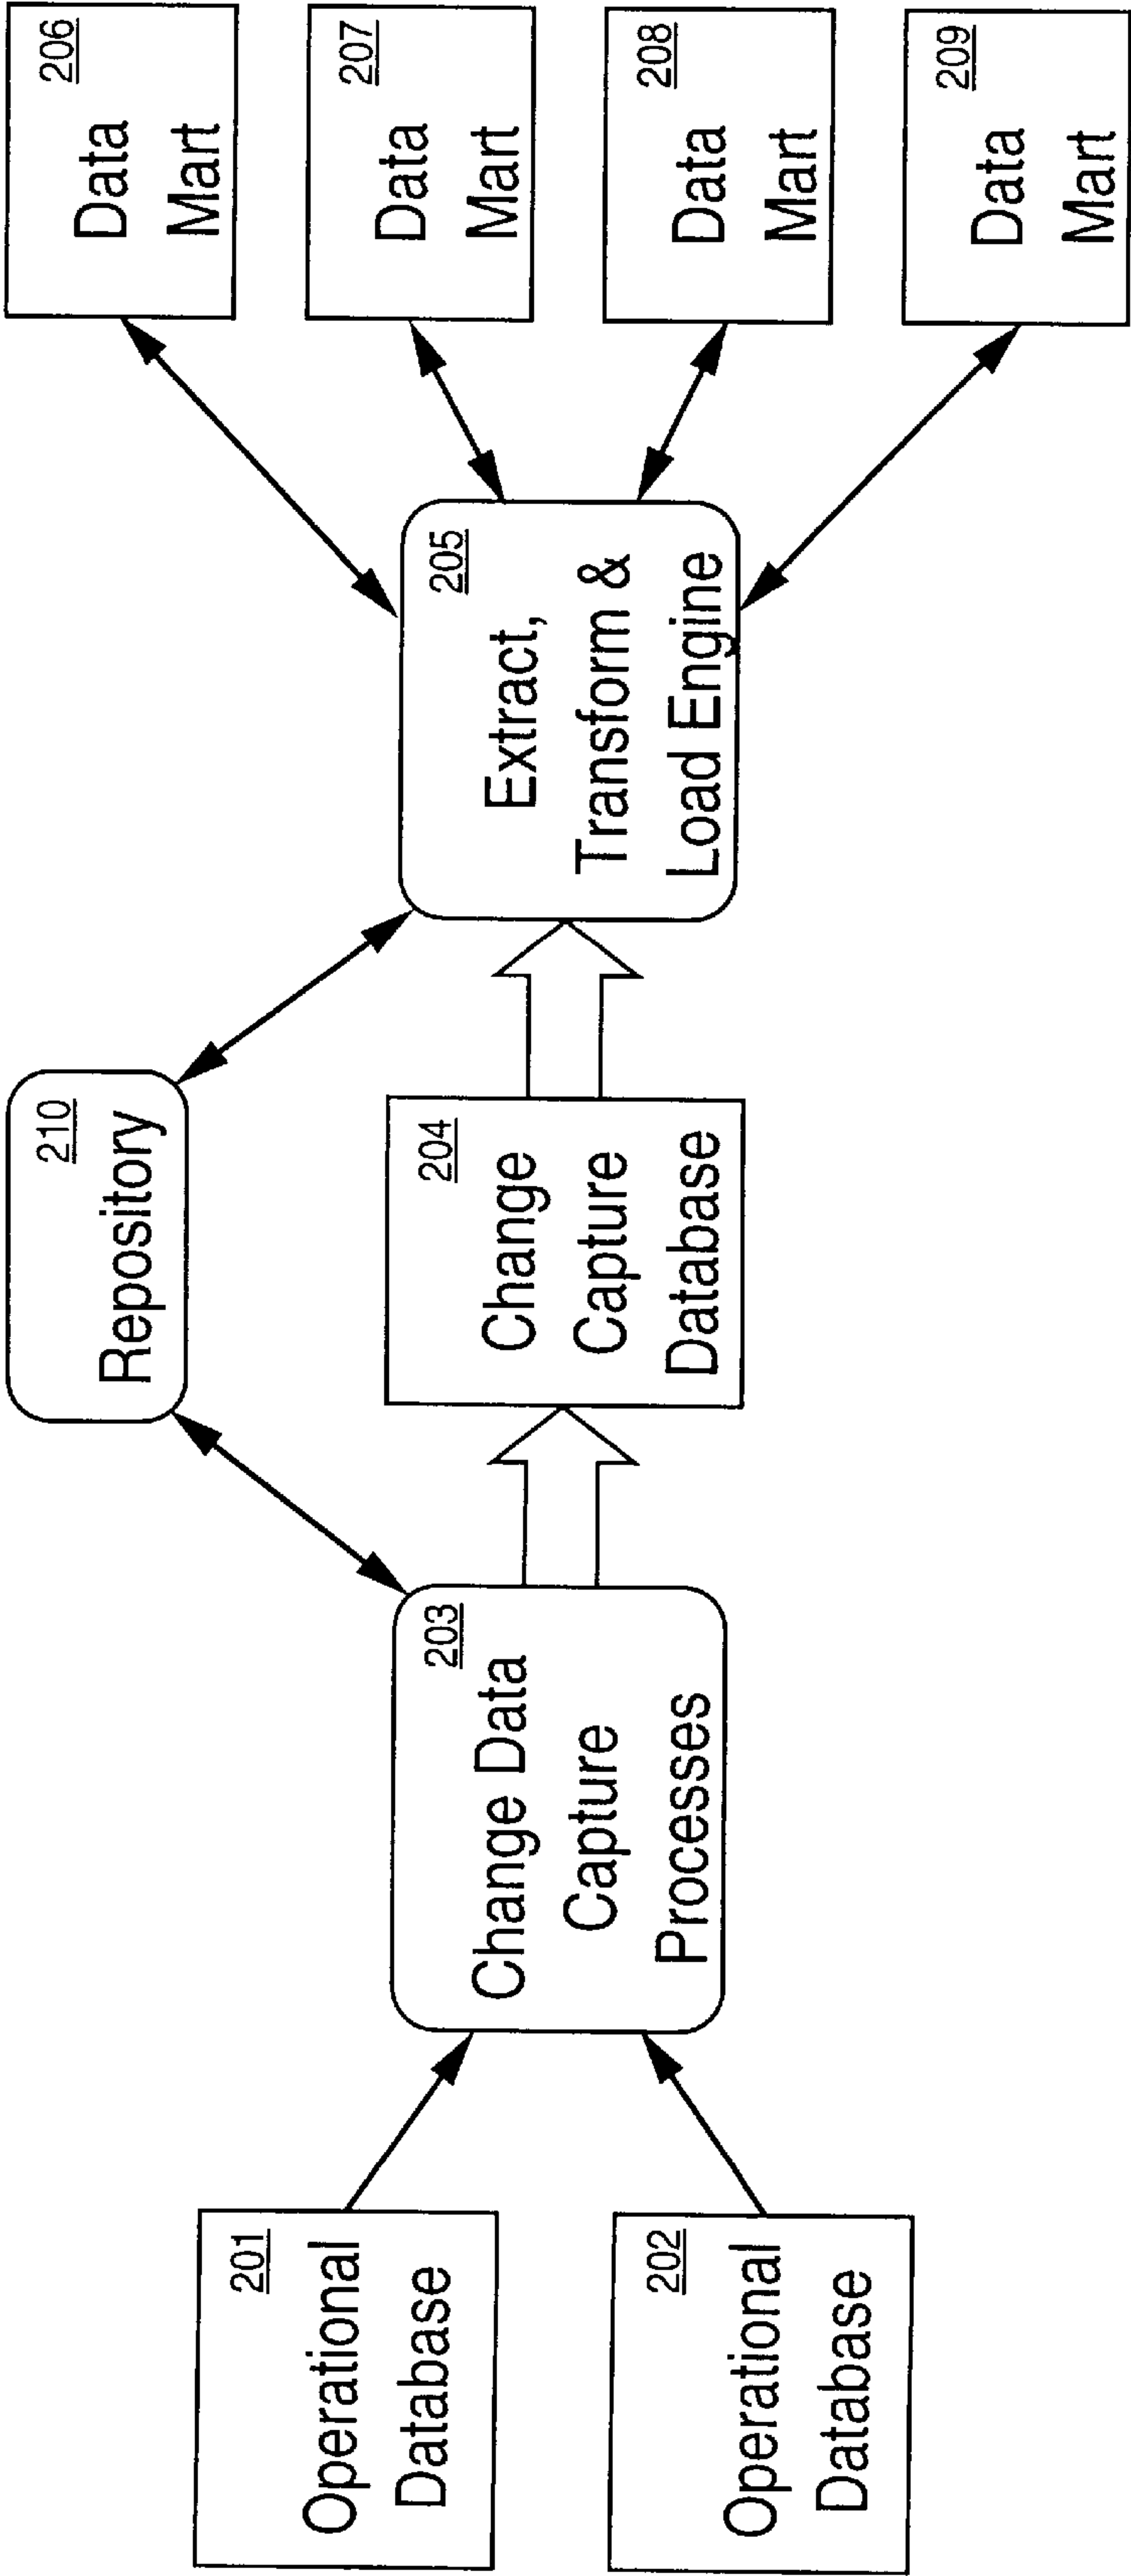 201
Operational
Database
202
Operational
Database
203
Change Data
Capture
Processes
210
Repository
204
Change
Capture
Database
205
Extract,
Transform &
Load Engine
206
Data
Mart
207
Data
Mart
208
Data
Mart
209
Data
Mart